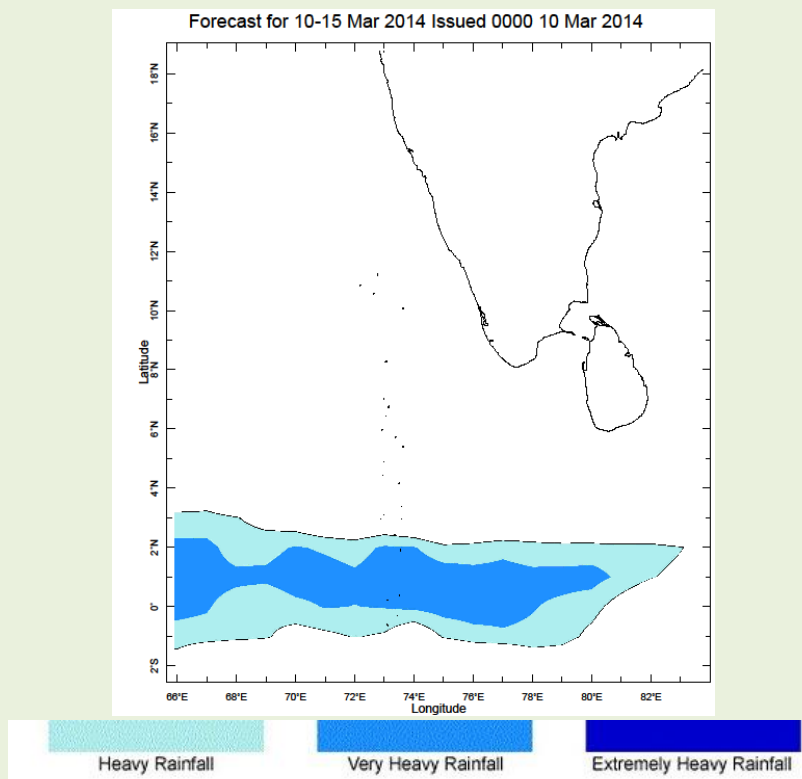 Forecast for 10-15 Mar 2014 Issued 0000 10 Mar 2014
18°N
16°N
14°N
12°N
10°N
8°N
6°N
4°N
2°N
0°
2°S
Latitude
66°E 68°E 70°E 72°E 74°E 76°E 78°E 80°E 82°E
Longitude
Heavy Rainfall Very Heavy Rainfall Extremely Heavy Rainfall